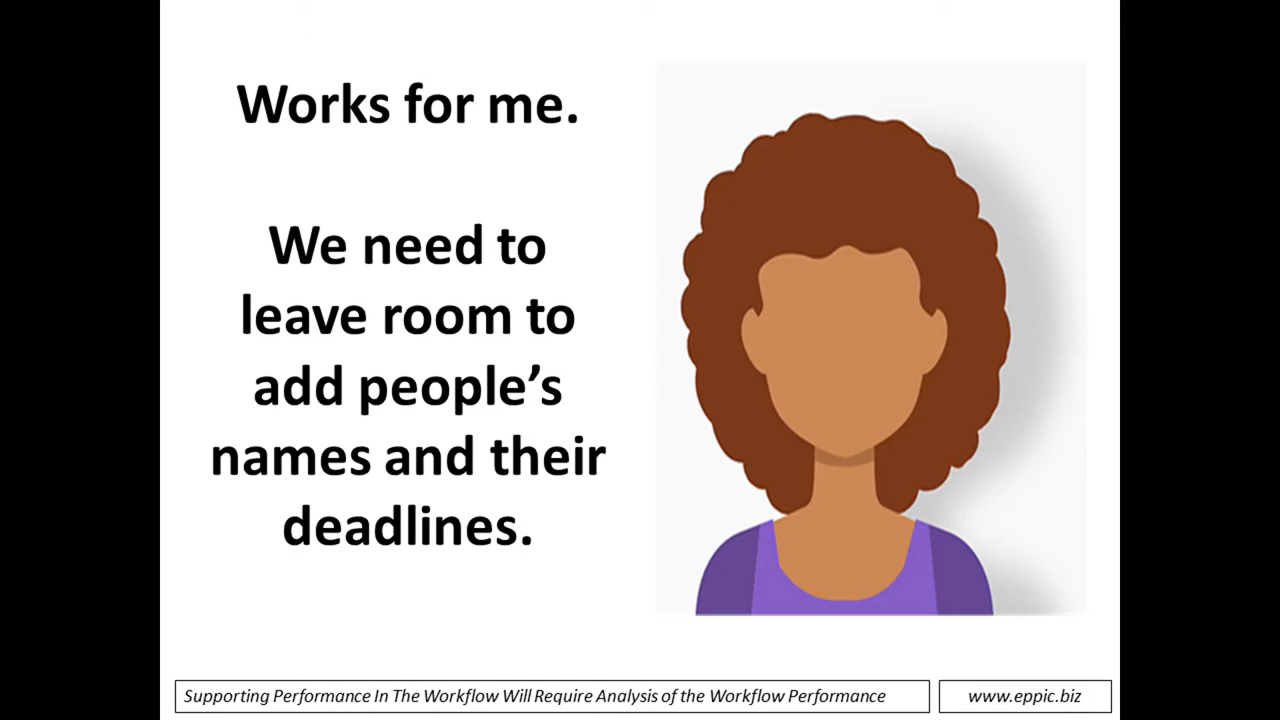 Works for me.
We need to
leave room to
add people’s
names and their
deadlines.
Supporting Performance In The Workflow Will Require Analysis of the Workflow Performance
www.eppic.biz